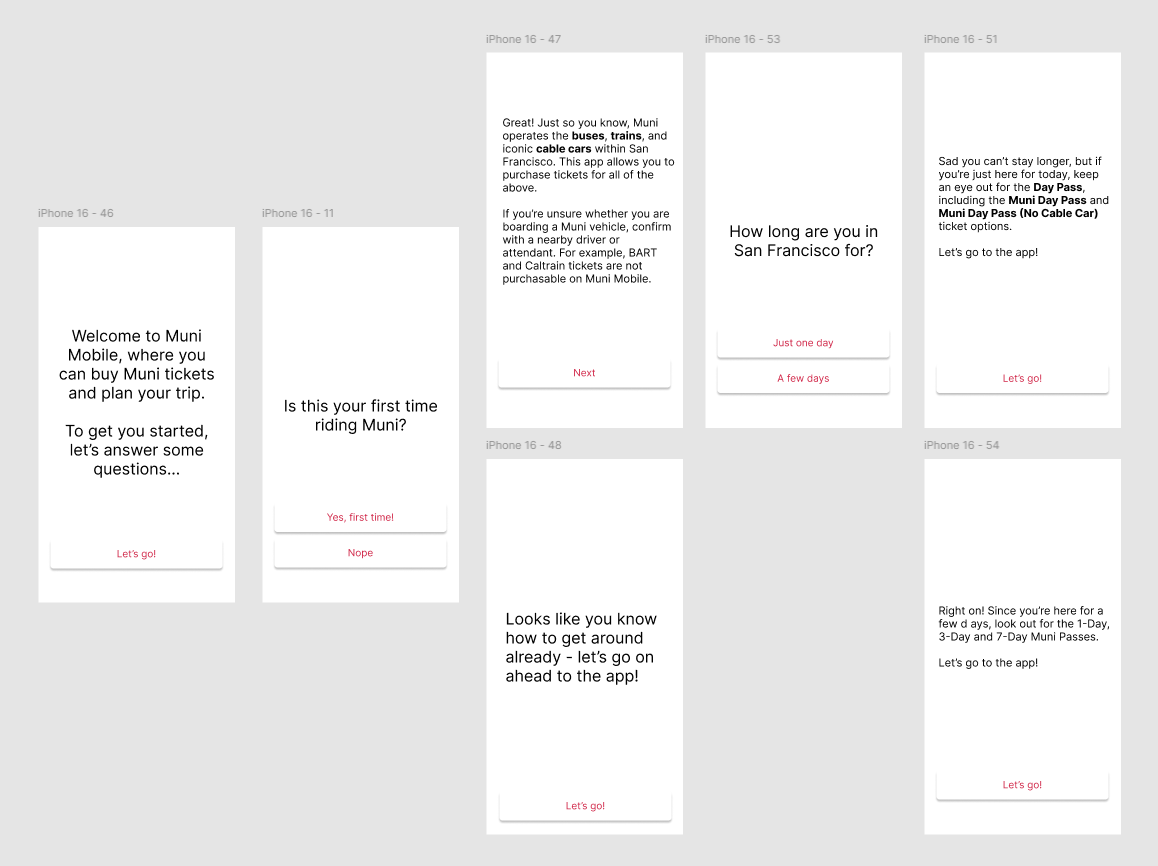 iPhone 16 - 46
Welcome to Muni
Mobile, where you
can buy Muni tickets
and plan your trip.
To get you started,
let's answer some
questions...
Let's go!
iPhone 16 - 11
Is this your first time
riding Muni?
Yes, first time!
Nope
iPhone 16 - 47
Great! Just so you know, Muni
operates the buses, trains, and
iconic cable cars within San
Francisco. This app allows you to
purchase tickets for all of the
above.
If you're unsure whether you are
boarding a Muni vehicle, confirm
with a nearby driver or
attendant. For example, BART
and Caltrain tickets are not
purchasable on Muni Mobile.
Next
iPhone 16 - 53
How long are you in
San Francisco for?
Just one day
A few days
iPhone 16 - 51
Sad you can't stay longer, but if
you're just here for today, keep
an eye out for the Day Pass,
including the Muni Day Pass and
Muni Day Pass (No Cable Car)
ticket options.
Let's go to the app!
Let's go!
iPhone 16 - 48
Looks like you know
how to get around
already - let's go on
ahead to the app!
Let's go!
iPhone 16 - 54
Right on! Since you're here for a
few d ays, look out for the 1-Day,
3-Day and 7-Day Muni Passes.
Let's go to the app!
Let's go!